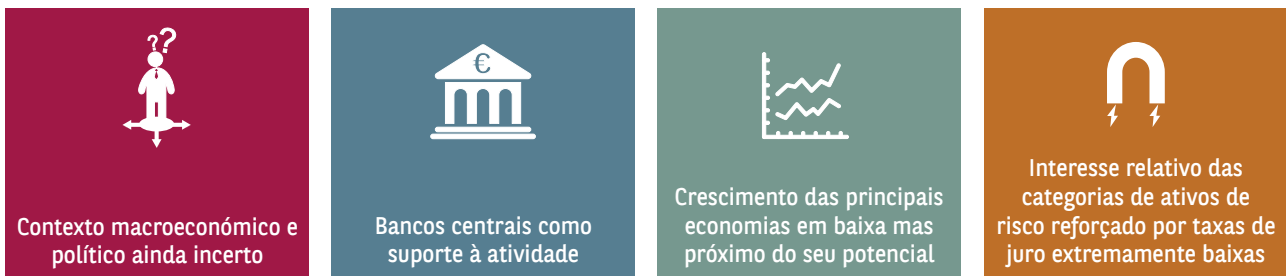 ??
Contexto macroeconómico e
político ainda incerto
€
Bancos centrais como
suporte à atividade
Crescimento das principais
economias em baixa mas
próximo do seu potencial
Interesse relativo das
categorias de ativos de
risco reforçado por taxas de
juro extremamente baixas